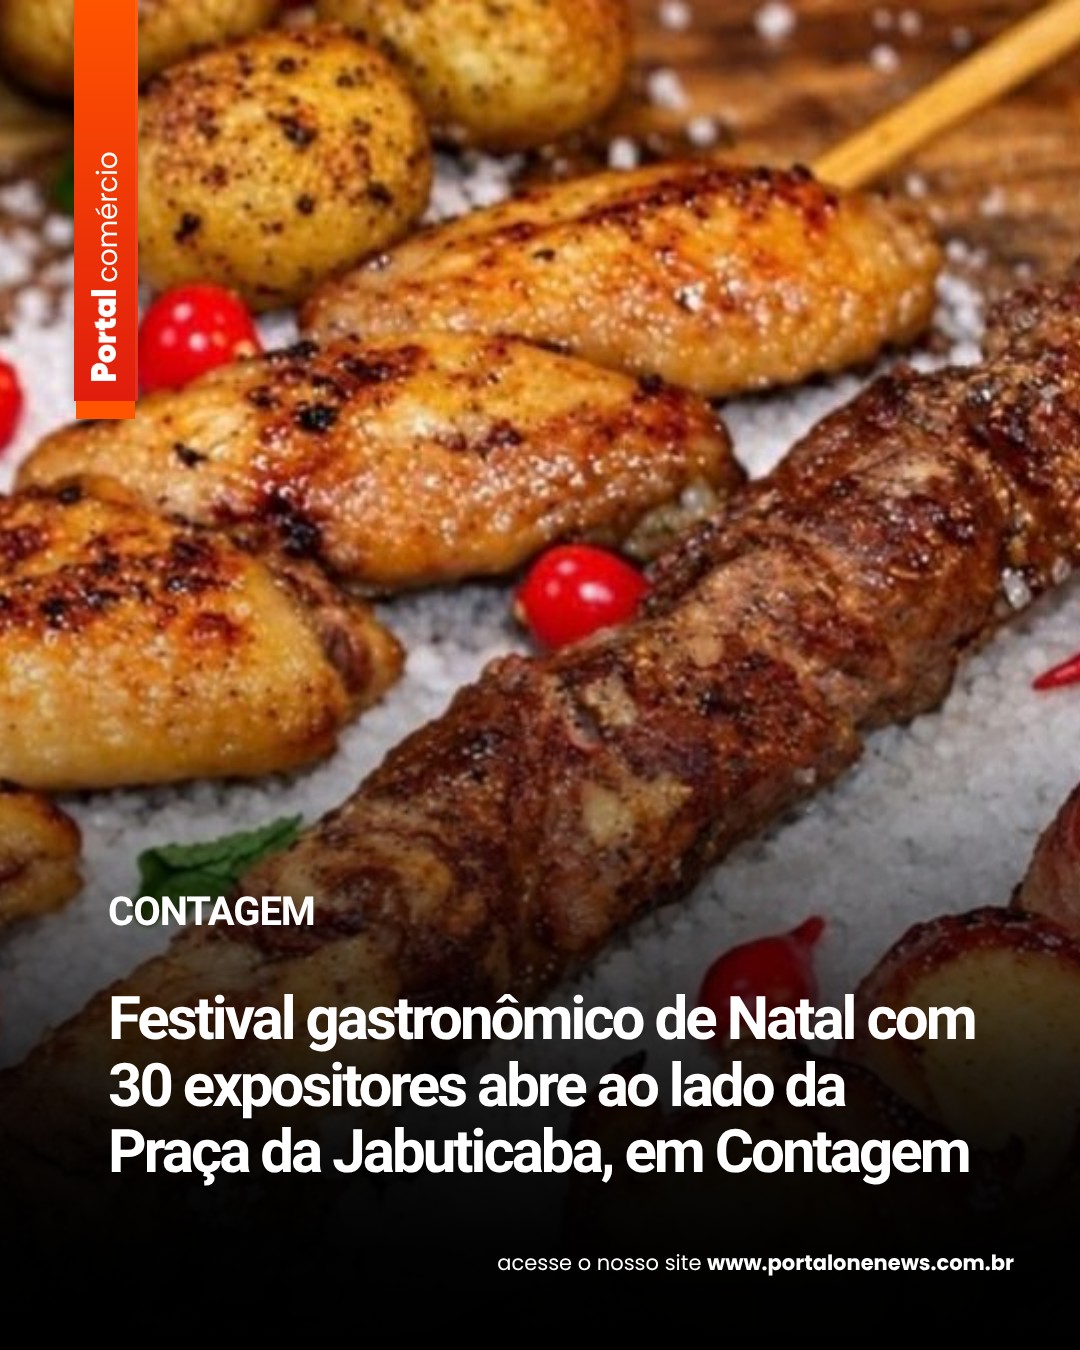 Portal comércio
CONTAGEM
Festival gastronômico de Natal com
30 expositores abre ao lado da
Praça da Jabuticaba, em Contagem
acesse o nosso site www.portalonenews.com.br